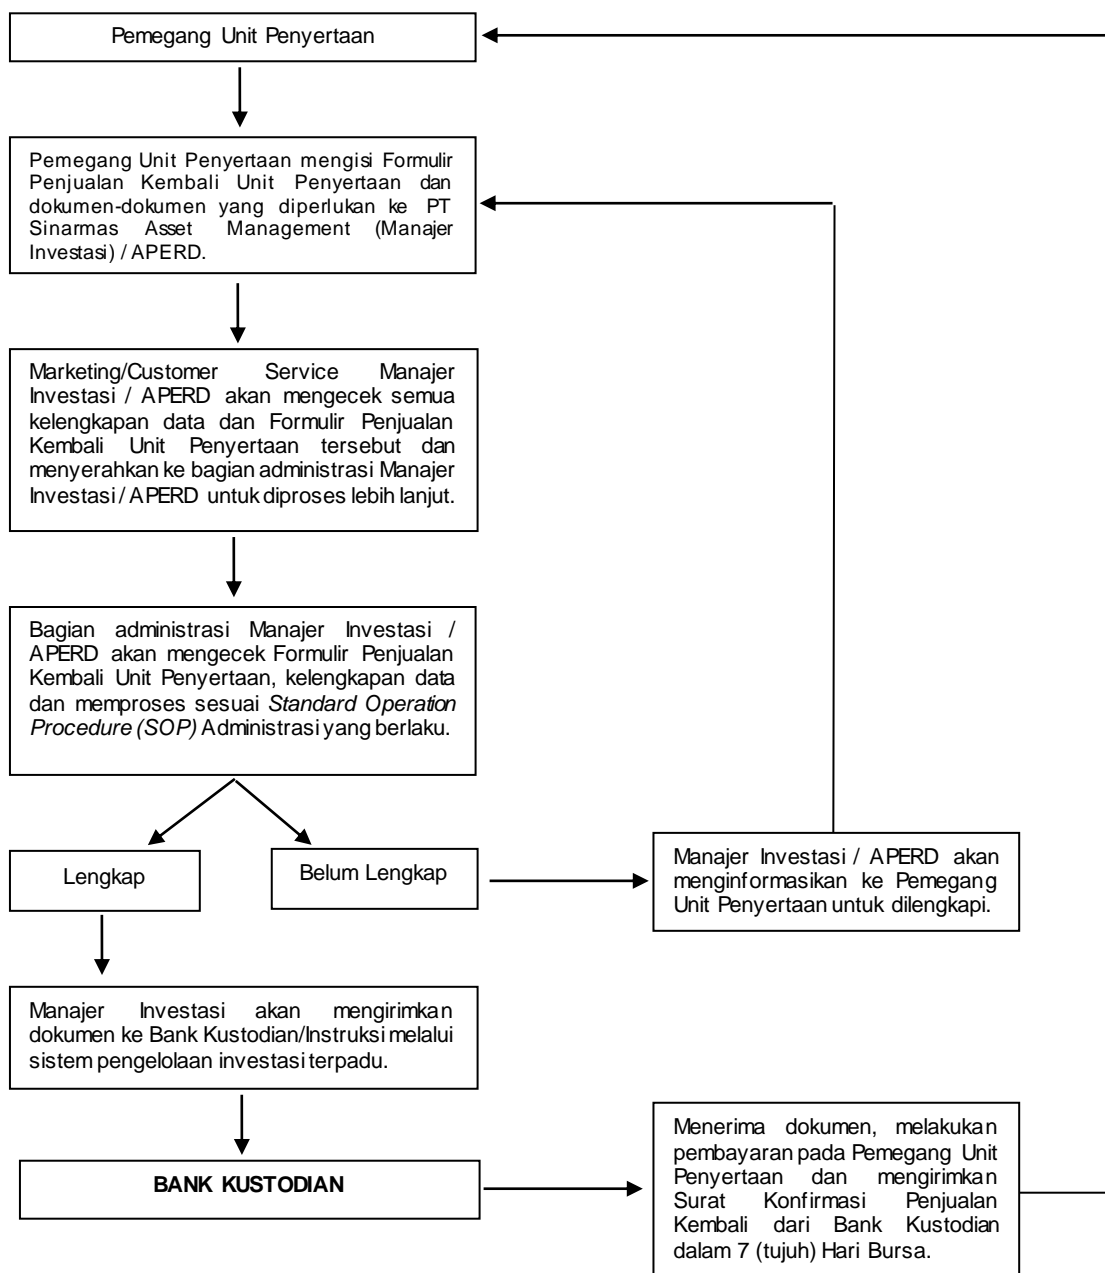 Pemegang Unit Penyertaan
Pemegang Unit Penyertaan mengisi Formulir
Penjualan Kembali Unit Penyertaan dan
dokumen-dokumen yang diperlukan ke PT
Sinarmas Asset Management (Manajer
Investasi) / APERD.
Marketing/Customer Service Manajer
Investasi / APERD akan mengecek semua
kelengkapan data dan Formulir Penjualan
Kembali Unit Penyertaan tersebut dan
menyerahkan ke bagian administrasi Manajer
Investasi / APERD untuk diproses lebih lanjut.
Bagian administrasi Manajer Investasi /
APERD akan mengecek Formulir Penjualan
Kembali Unit Penyertaan, kelengkapan data
dan memproses sesuai Standard Operation
Procedure (SOP) Administrasi yang berlaku.
Lengkap
Belum Lengkap
Manajer Investasi / APERD akan
menginformasikan ke Pemegang
Unit Penyertaan untuk dilengkapi.
Manajer Investasi akan mengirimkan
dokumen ke Bank Kustodian/Instruksi melalui
sistem pengelolaan investasi terpadu.
BANK KUSTODIAN
Menerima dokumen, melakukan
pembayaran pada Pemegang Unit
Penyertaan dan mengirimkan
Surat Konfirmasi Penjualan
Kembali dari Bank Kustodian
dalam 7 (tujuh) Hari Bursa.